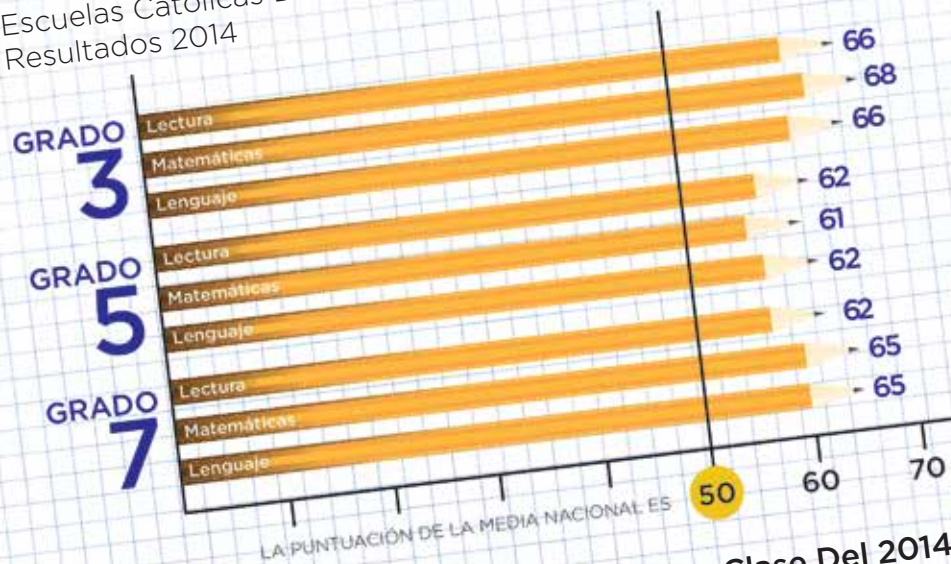 Escuelas Católicas
Resultados 2014
GRADO
3
Lectura
66
Matemáticas
68
Lenguaje
66
GRADO
5
Lectura
62
Matemáticas
61
Lenguaje
62
GRADO
7
Lectura
62
Matemáticas
65
Lenguaje
65
LA PUNTUACIÓN DE LA MEDIA NACIONAL ES
50
60
70
Clase Del 2014